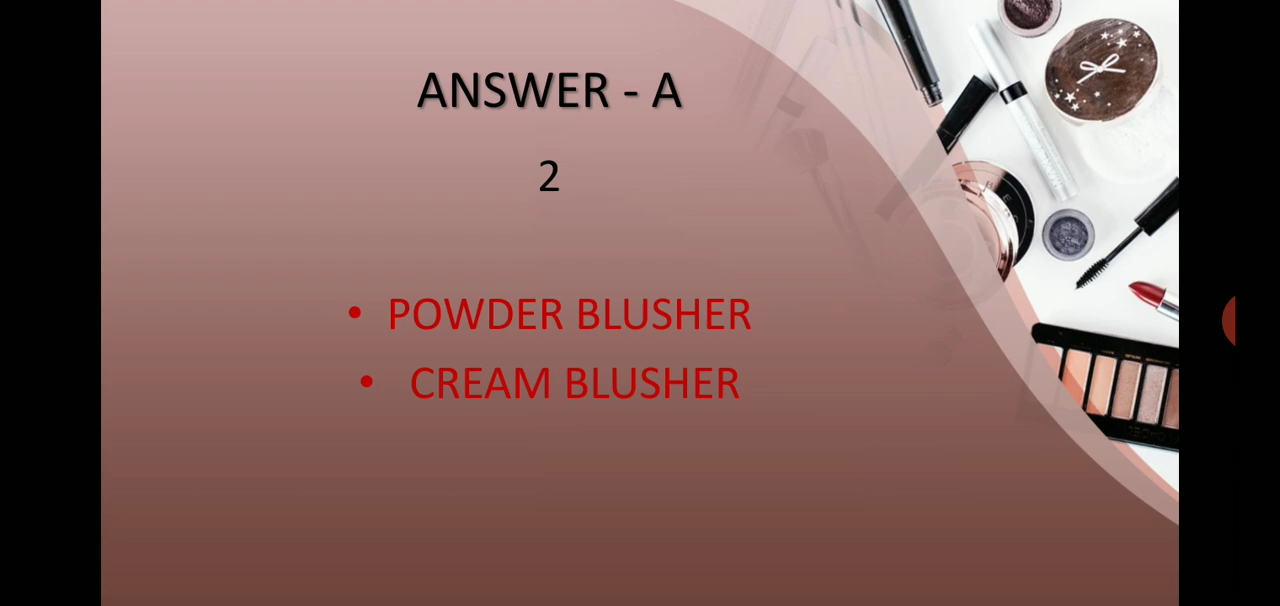 ANSWER - A
2
• POWDER BLUSHER
• CREAM BLUSHER